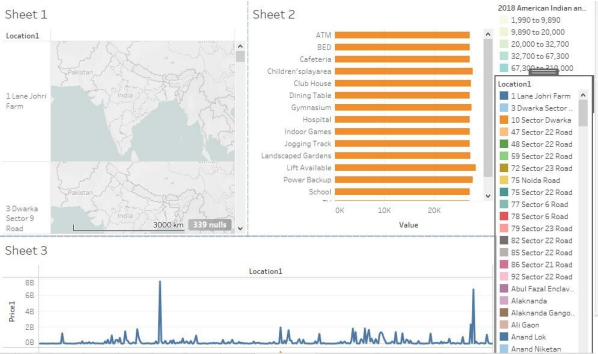 Sheet 1
Location1
1 Lane Johri
Farm
Pakistan
India
3 Dwarka
Sector 9
Road
Pakistan
India
3000 km
339 nulls
Sheet 2
ATM
BED
Cafeteria
Children'splayarea
Club House
Dining Table
Gymnasium
Hospital
Indoor Games
Jogging Track
Landscaped Gardens
Lift Available
Power Backup
School
0K 10K 20K
Value
2018 American Indian an...
1,990 to 9,890
9,890 to 20,000
20,000 to 32,700
32,700 to 67,300
Location1
1 Lane Johri Farm
3 Dwarka Sector ..
10 Sector Dwarka
47 Sector 22 Road
48 Sector 22 Road
59 Sector 22 Road
72 Sector 23 Road
75 Noida Road
75 Sector 22 Road
77 Sector 6 Road
78 Sector 6 Road
79 Sector 23 Road
82 Sector 22 Road
85 Sector 22 Road
86 Sector 21 Road
92 Sector 22 Road
Abul Fazal Enclav..
Alaknanda
Alaknanda Gango..
Ali Gaon
Anand Lok
Anand Niketan
Sheet 3
Location1
Price1
8B
6B
4B
2B
0B